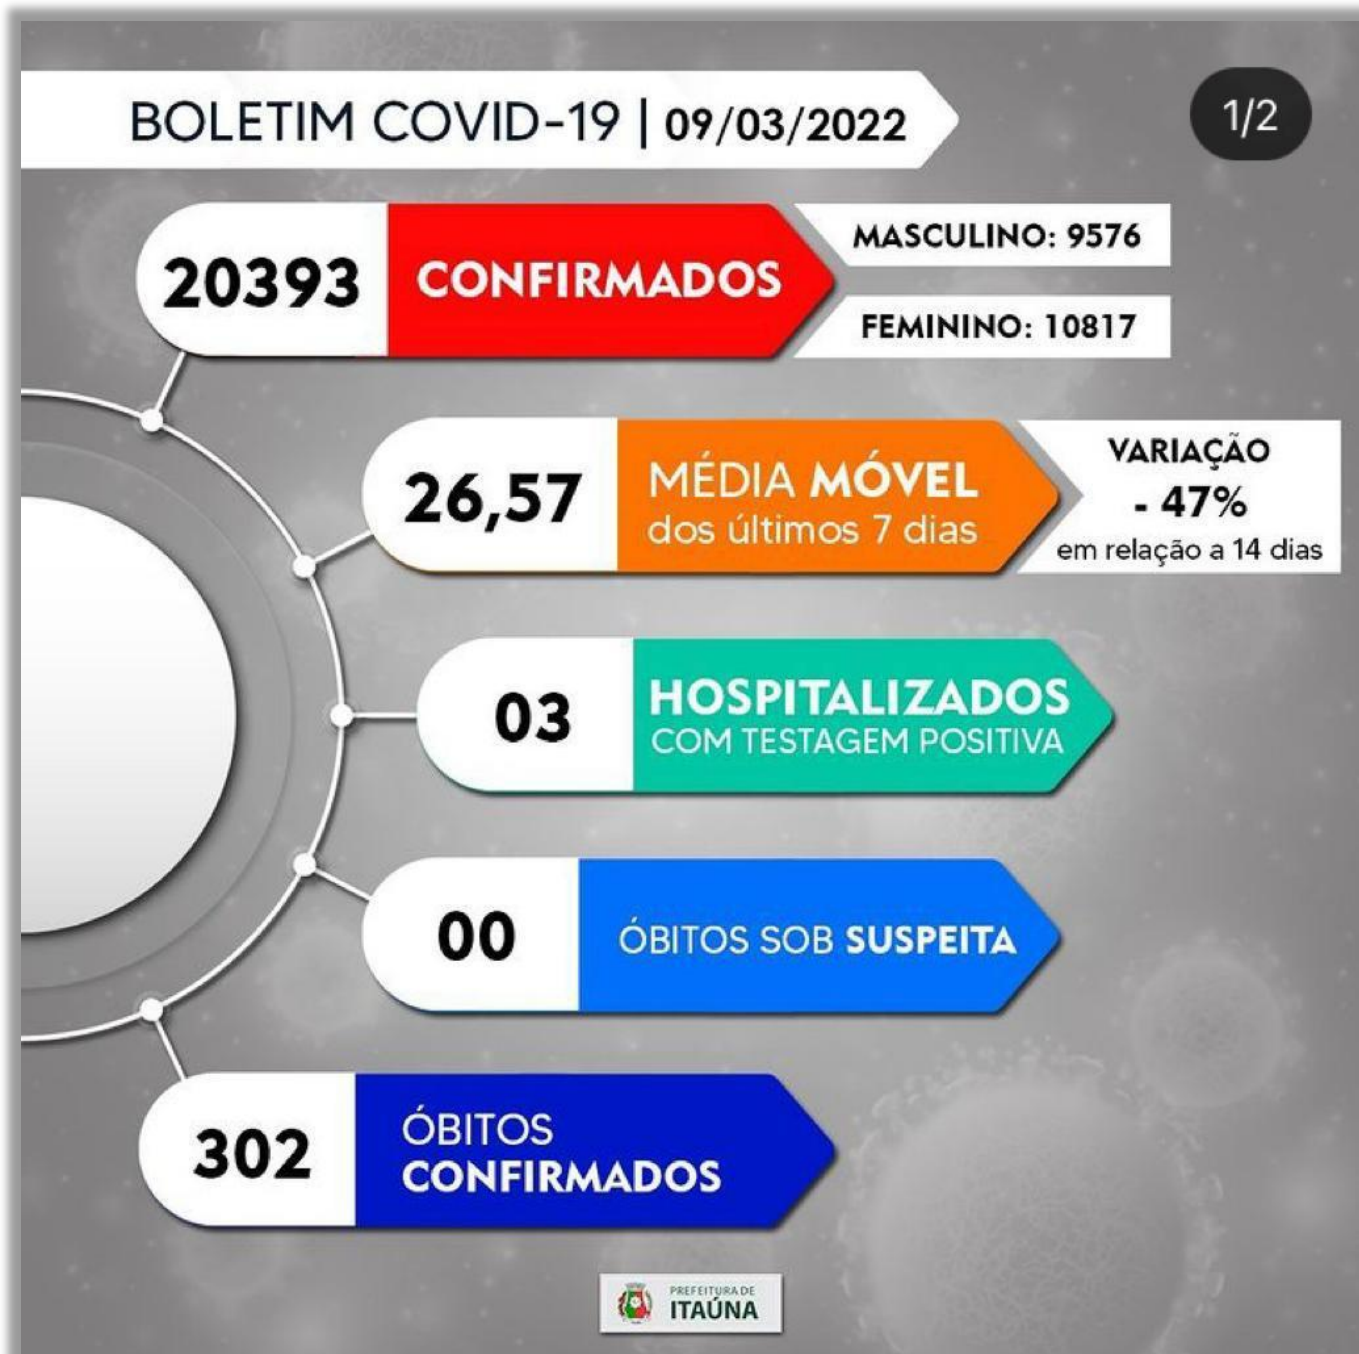 BOLETIM COVID-19 | 09/03/2022
1/2
20393
CONFIRMADOS
MASCULINO: 9576
FEMININO: 10817
26,57
MÉDIA MÓVEL
dos últimos 7 dias
VARIAÇÃO
- 47%
em relação a 14 dias
03
HOSPITALIZADOS
COM TESTAGEM POSITIVA
00
ÓBITOS SOB SUSPEITA
302
ÓBITOS
CONFIRMADOS
PREFEITURA DE
ITAÚNA